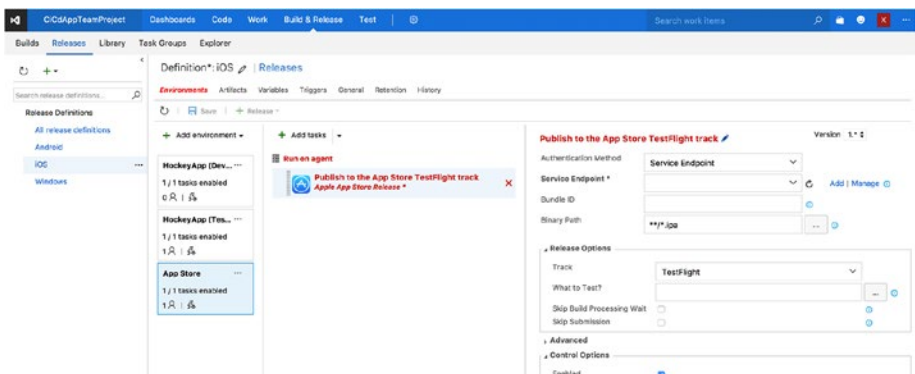 CiCdAppTeamProject Dashboards Code Work Build & Release Test Search work items
Builds Releases Library Task Groups Explorer
Definition*: iOS | Releases
Search release definitions...
Environments Artifacts Variables Triggers General Retention History
Save Release
Release Definitions
All release definitions
Android
iOS
Windows
Add environment
HockeyApp (Dev...
1 / 1 tasks enabled
0
HockeyApp (Tes...
1 / 1 tasks enabled
1
App Store
1 / 1 tasks enabled
1
Add tasks
Run on agent
Publish to the App Store TestFlight track
Apple App Store Release *
Publish to the App Store TestFlight track Version 1.*
Authentication Method Service Endpoint
Service Endpoint * Add | Manage
Bundle ID
Binary Path **/*.ipa ...
Release Options
Track TestFlight
What to Test? ...
Skip Build Processing Wait
Skip Submission
Advanced
Control Options
Enabled